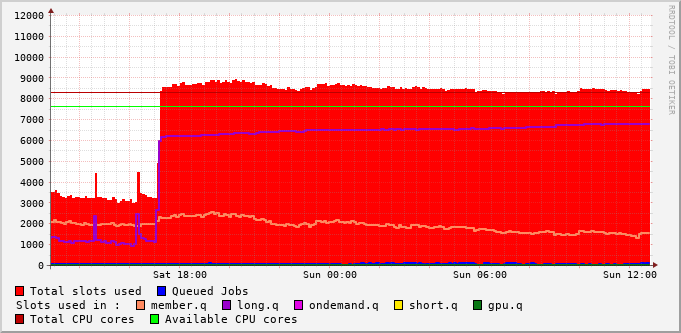 RRDTOOL / TOBI OETIKER
12000
11000
10000
9000
8000
7000
6000
5000
4000
3000
2000
1000
0
Sat 18:00 Sun 00:00 Sun 06:00 Sun 12:00
Total slots used Queued Jobs
Slots used in : member.q long.q ondemand.q short.q gpu.q
Total CPU cores Available CPU cores